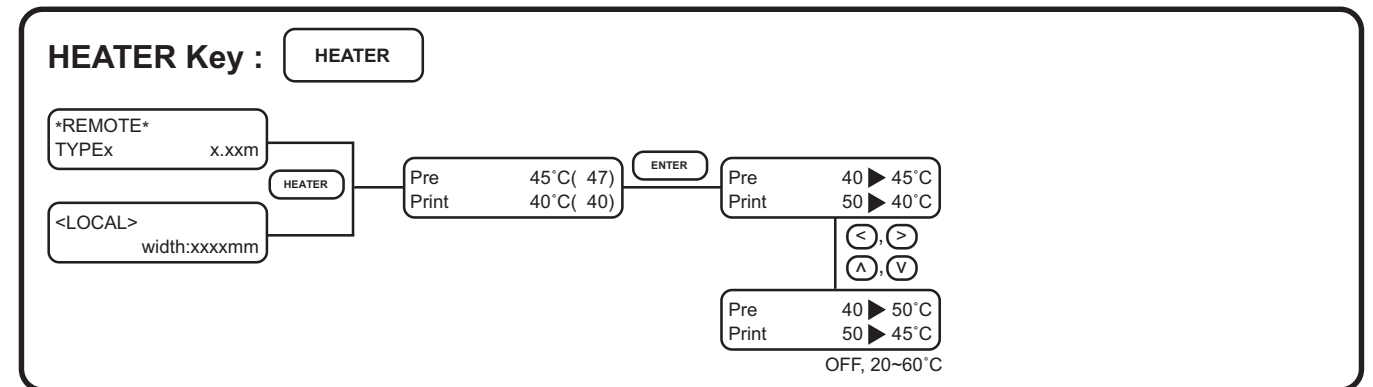 HEATER Key : HEATER
*REMOTE*
TYPEx x.xxm
HEATER
<LOCAL>
width:xxxxmm
Pre 45˚C( 47)
Print 40˚C( 40)
ENTER
Pre 40 ▶ 45˚C
Print 50 ▶ 40˚C
<, >
˄, ˅
Pre 40 ▶ 50˚C
Print 50 ▶ 45˚C
OFF, 20~60˚C